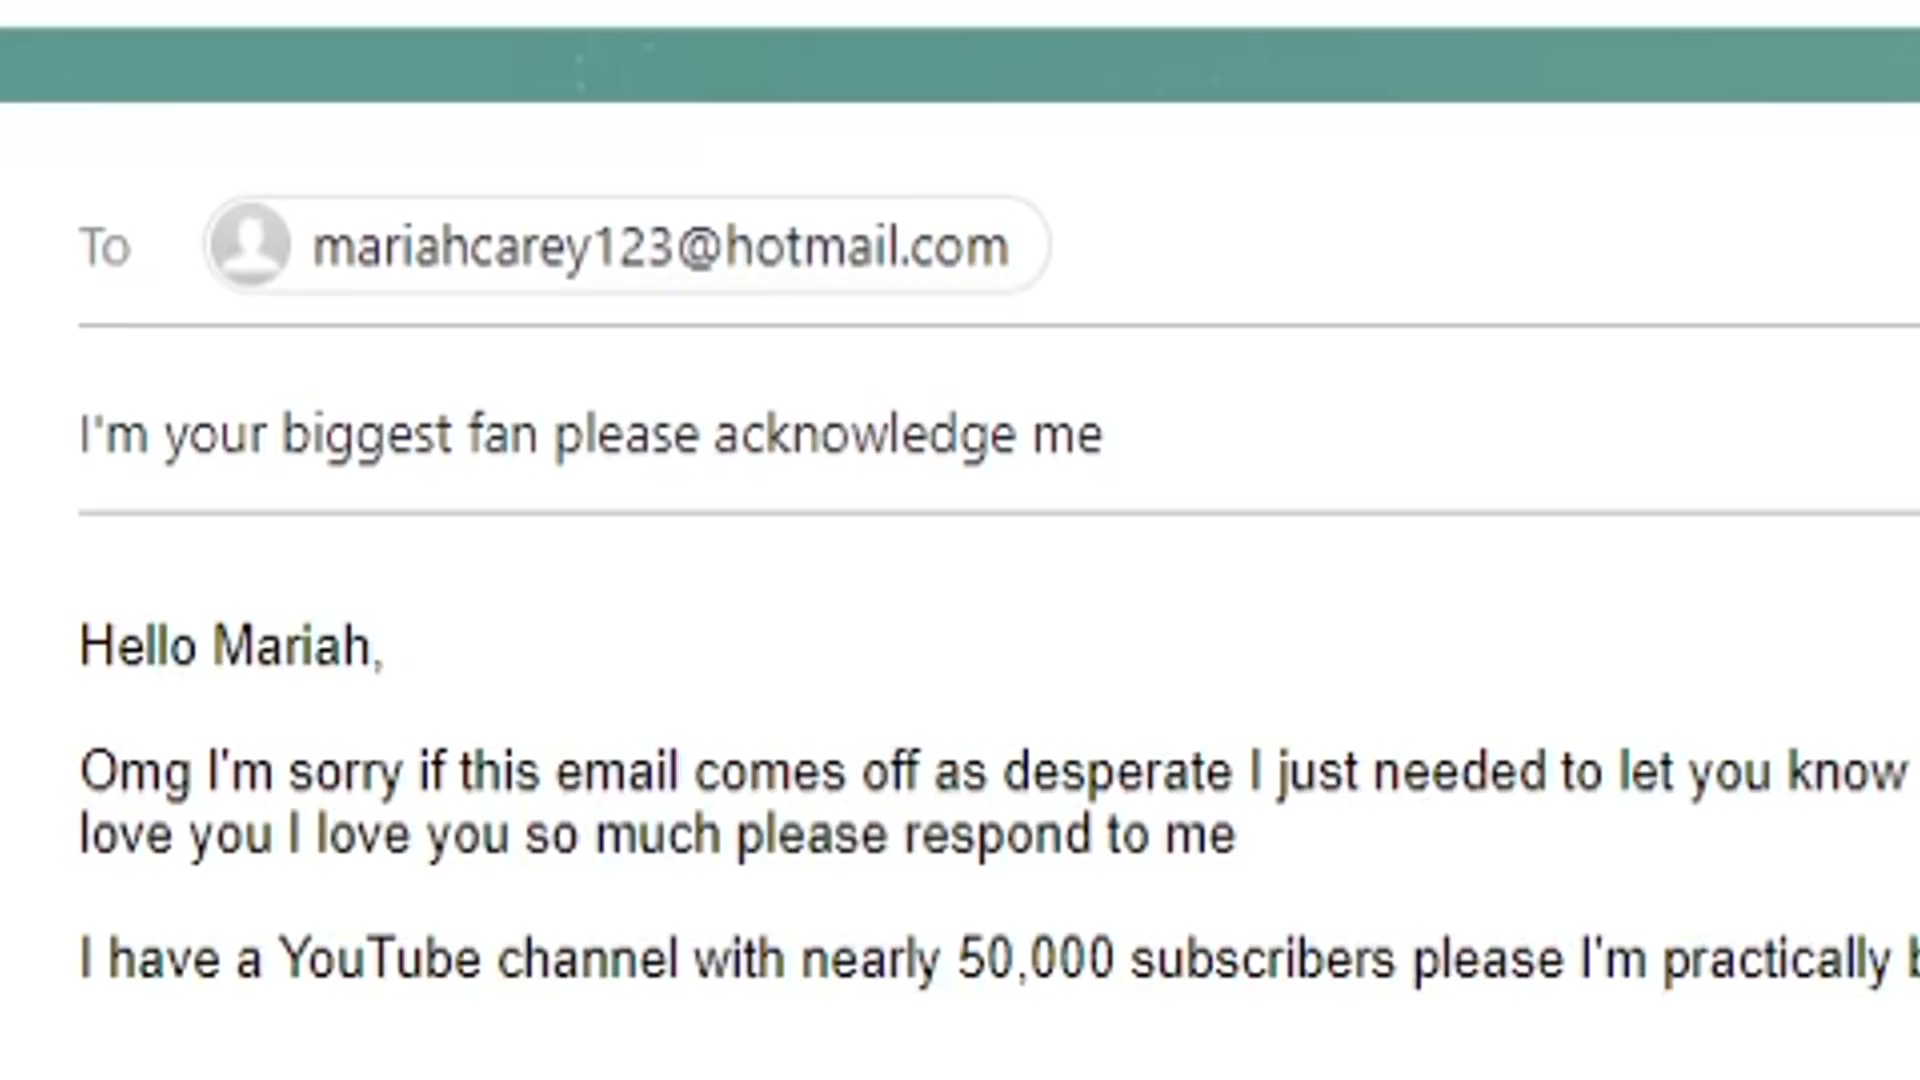 To mariahcarey123@hotmail.com
I'm your biggest fan please acknowledge me
Hello Mariah,
Omg I'm sorry if this email comes off as desperate I just needed to let you know
love you I love you so much please respond to me
I have a YouTube channel with nearly 50,000 subscribers please I'm practically